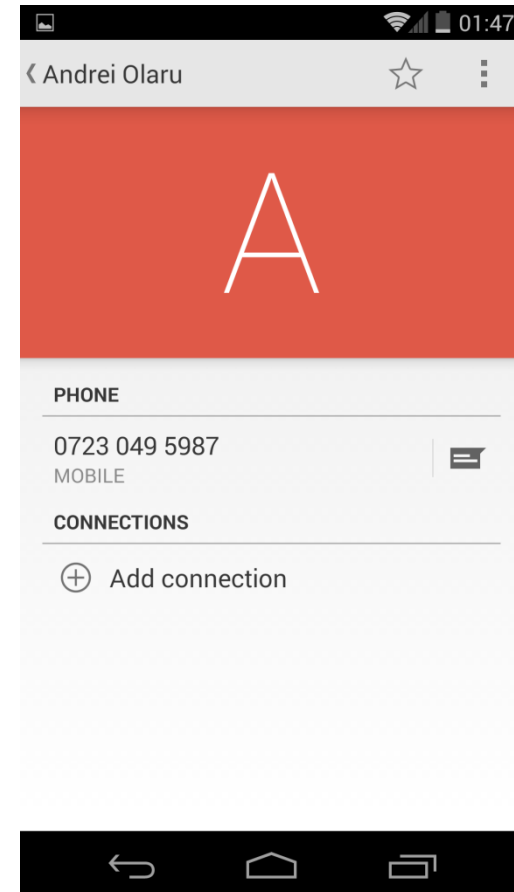 01:47
Andrei Olaru
A
PHONE
0723 049 5987
MOBILE
CONNECTIONS
Add connection